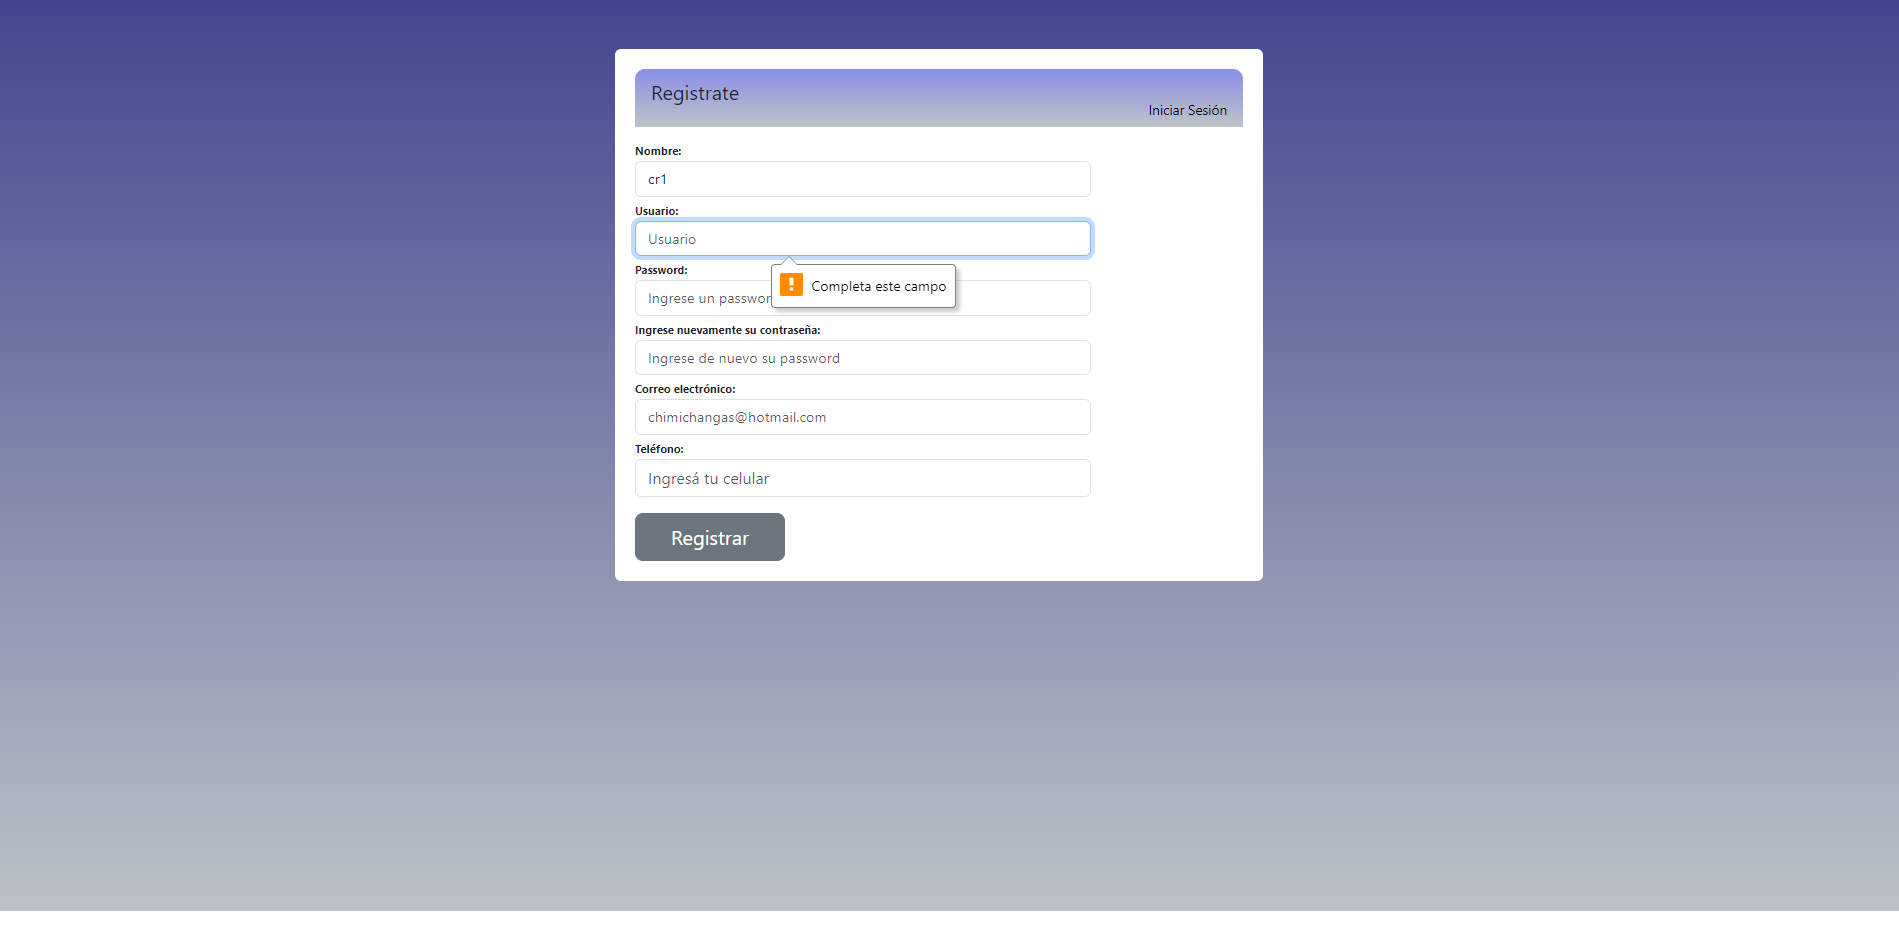 Registrate
Iniciar Sesión
Nombre:
cr1
Usuario:
Usuario
Completa este campo
Password:
Ingrese un passwor
Ingrese nuevamente su contraseña:
Ingrese de nuevo su password
Correo electrónico:
chimichangas@hotmail.com
Teléfono:
Ingresá tu celular
Registrar